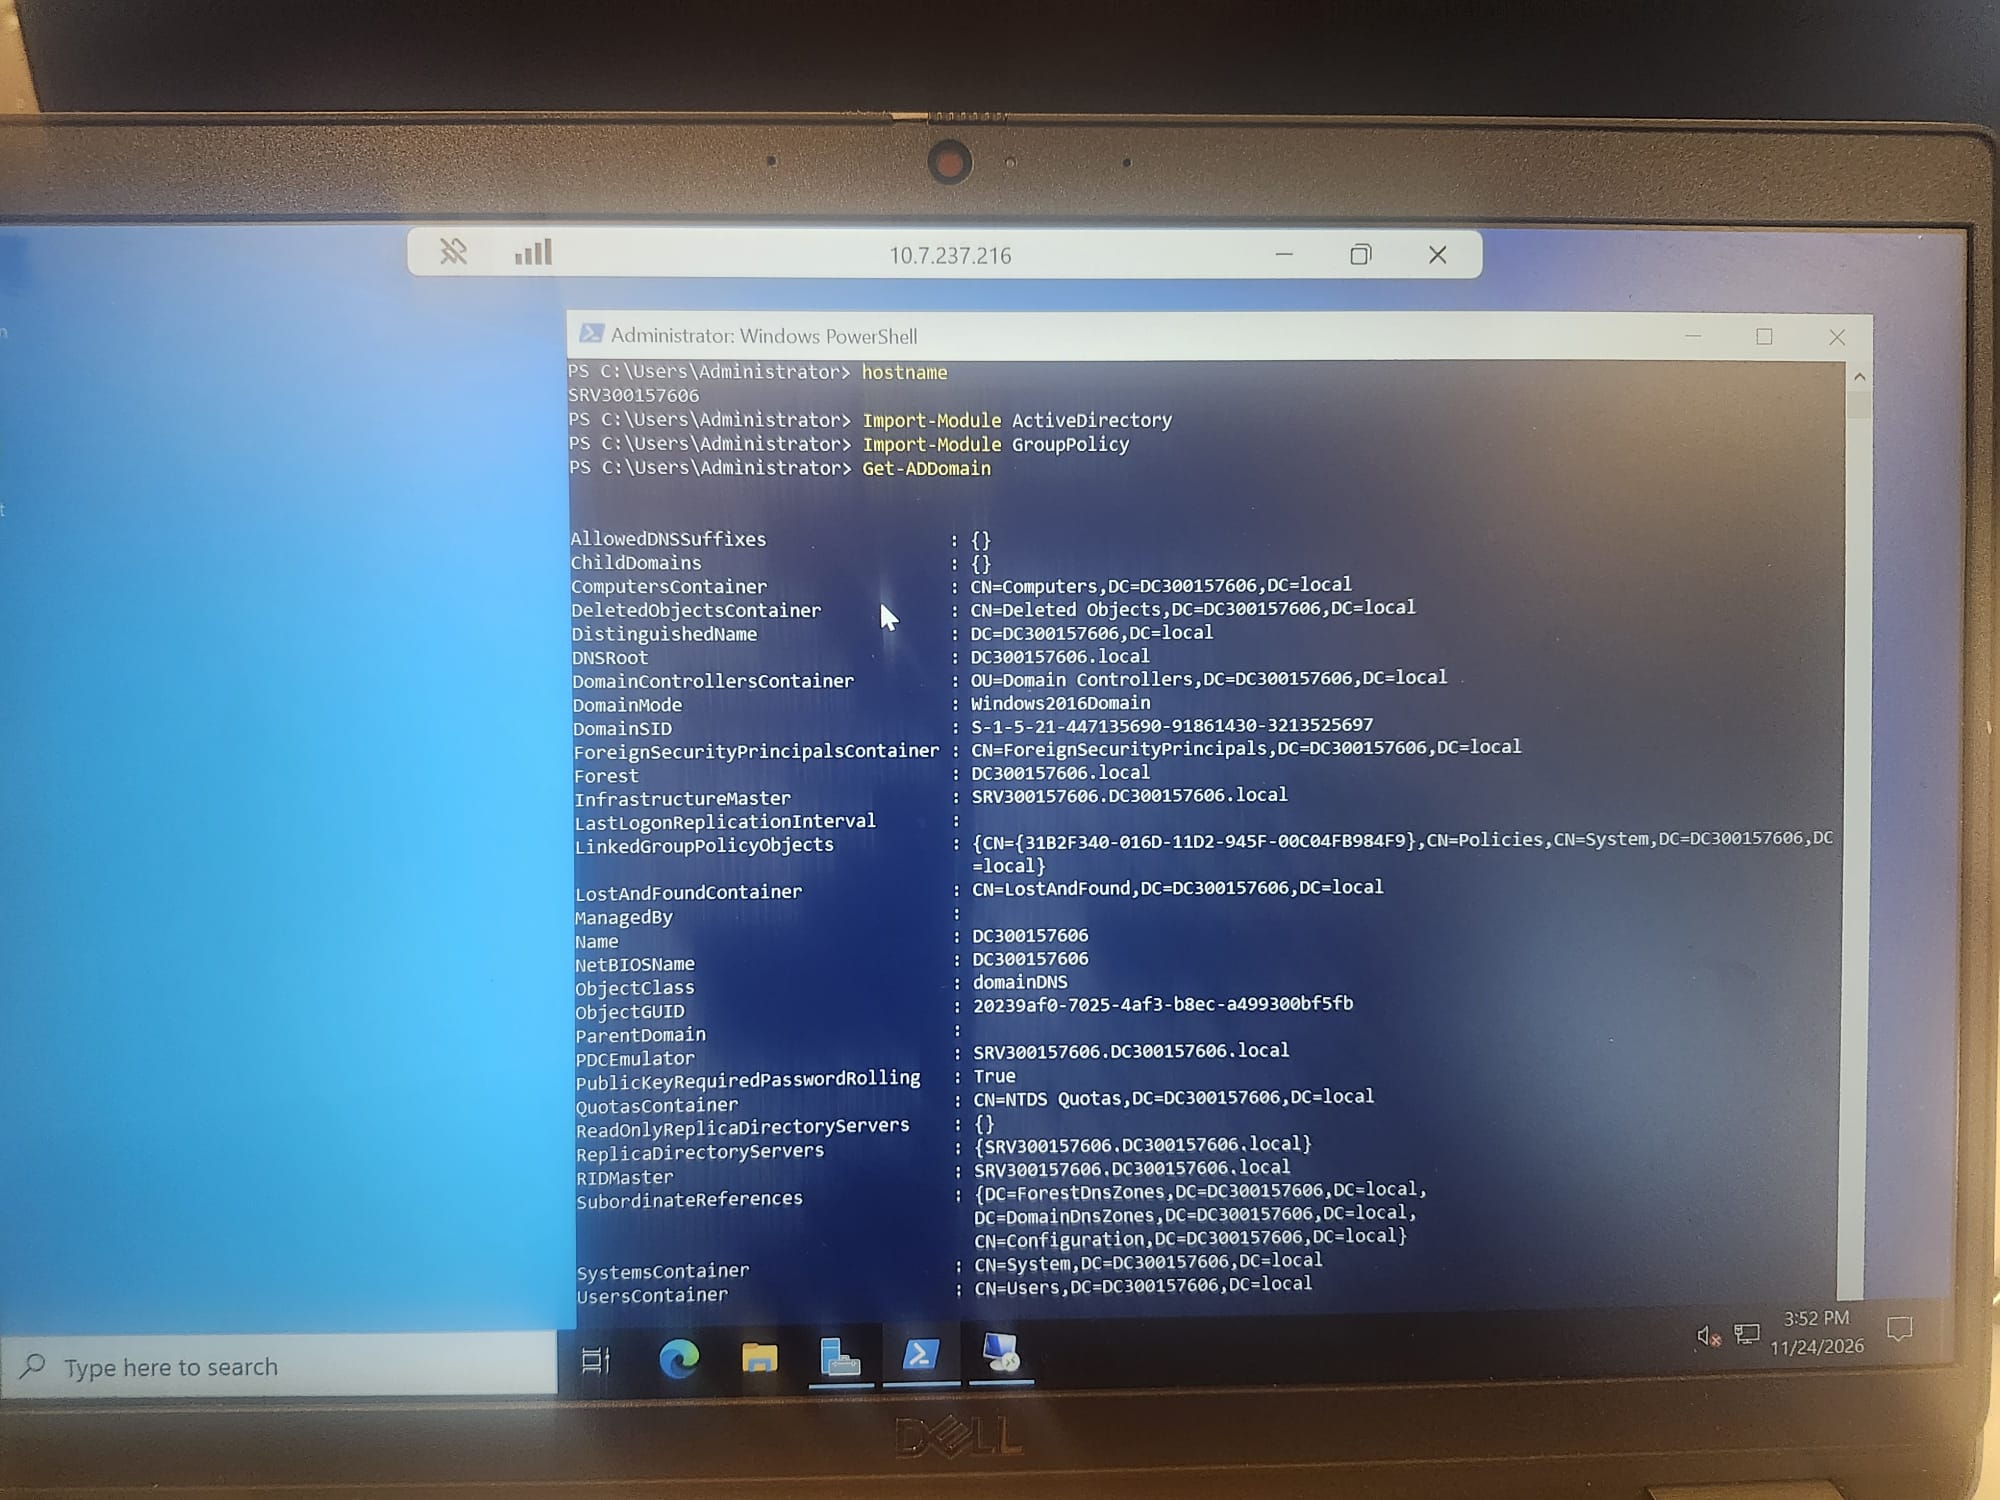 10.7.237.216
Administrator: Windows PowerShell
PS C:\Users\Administrator> hostname
SRV300157606
PS C:\Users\Administrator> Import-Module ActiveDirectory
PS C:\Users\Administrator> Import-Module GroupPolicy
PS C:\Users\Administrator> Get-ADDomain
AllowedDNSSuffixes : {}
ChildDomains : {}
ComputersContainer : CN=Computers,DC=DC300157606,DC=local
DeletedObjectsContainer : CN=Deleted Objects,DC=DC300157606,DC=local
DistinguishedName : DC=DC300157606,DC=local
DNSRoot : DC300157606.local
DomainControllersContainer : OU=Domain Controllers,DC=DC300157606,DC=local
DomainMode : Windows2016Domain
DomainSID : S-1-5-21-447135690-91861430-3213525697
ForeignSecurityPrincipalsContainer : CN=ForeignSecurityPrincipals,DC=DC300157606,DC=local
Forest : DC300157606.local
InfrastructureMaster : SRV300157606.DC300157606.local
LastLogonReplicationInterval :
LinkedGroupPolicyObjects : {CN={31B2F340-016D-11D2-945F-00C04FB984F9},CN=Policies,CN=System,DC=DC300157606,DC
=local}
LostAndFoundContainer : CN=LostAndFound,DC=DC300157606,DC=local
ManagedBy :
Name : DC300157606
NetBIOSName : DC300157606
ObjectClass : domainDNS
ObjectGUID : 20239af0-7025-4af3-b8ec-a499300bf5fb
ParentDomain :
PDCEmulator : SRV300157606.DC300157606.local
PublicKeyRequiredPasswordRolling : True
QuotasContainer : CN=NTDS Quotas,DC=DC300157606,DC=local
ReadOnlyReplicaDirectoryServers : {}
ReplicaDirectoryServers : {SRV300157606.DC300157606.local}
RIDMaster : SRV300157606.DC300157606.local
SubordinateReferences : {DC=ForestDnsZones,DC=DC300157606,DC=local,
DC=DomainDnsZones,DC=DC300157606,DC=local,
CN=Configuration,DC=DC300157606,DC=local}
SystemsContainer : CN=System,DC=DC300157606,DC=local
UsersContainer : CN=Users,DC=DC300157606,DC=local
Type here to search
3:52 PM
11/24/2026
DELL